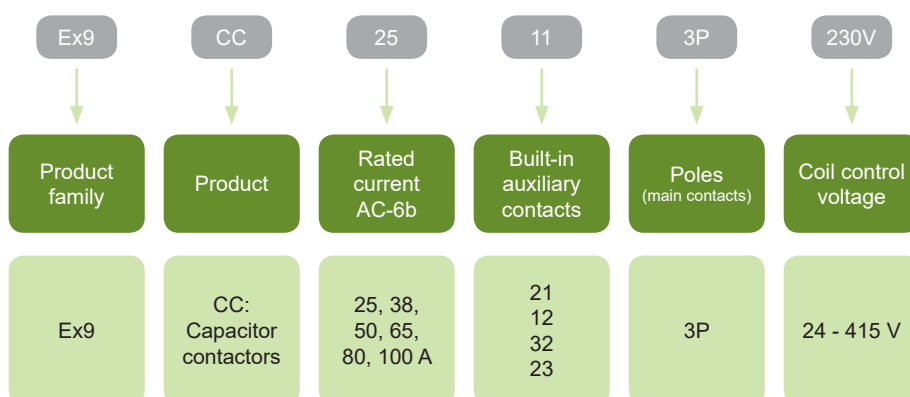 Ex9
CC
25
11
3P
230V
Product
family
Product
Rated
current
AC-6b
Built-in
auxiliary
contacts
Poles
(main contacts)
Coil control
voltage
Ex9
CC:
Capacitor
contactors
25, 38,
50, 65,
80, 100 A
21
12
32
23
3P
24 - 415 V